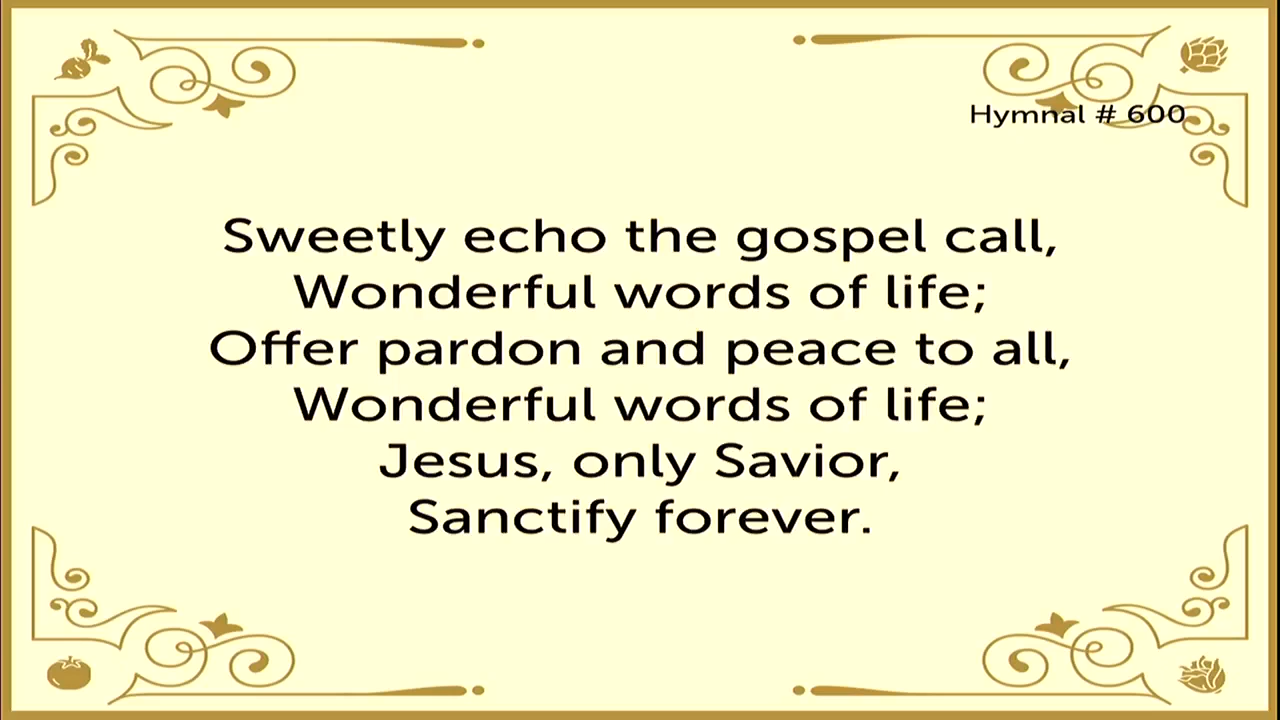 Hymnal # 600
Sweetly echo the gospel call,
Wonderful words of life;
Offer pardon and peace to all,
Wonderful words of life;
Jesus, only Savior,
Sanctify forever.